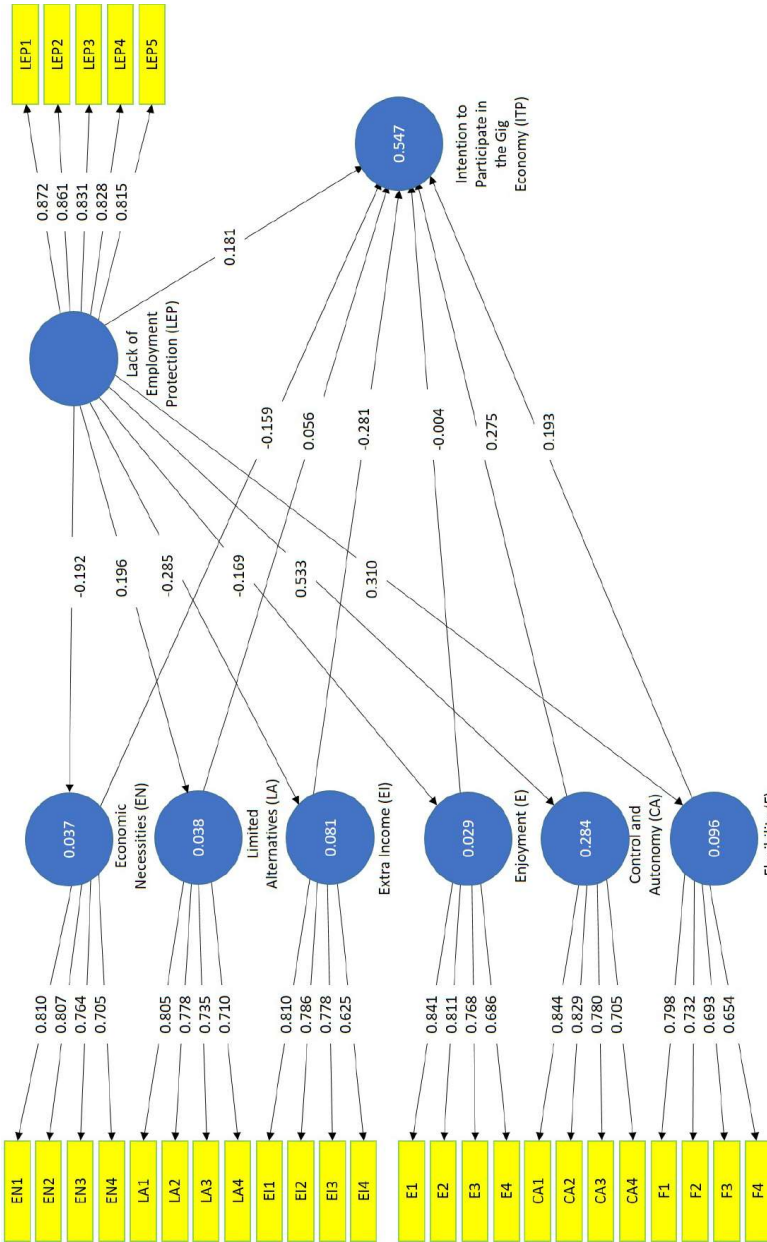 EN1
EN2
EN3
EN4
LA1
LA2
LA3
LA4
EI1
EI2
EI3
EI4
E1
E2
E3
E4
CA1
CA2
CA3
CA4
F1
F2
F3
F4
0.810
0.807
0.764
0.705
0.805
0.778
0.735
0.710
0.810
0.786
0.778
0.625
0.841
0.811
0.768
0.686
0.844
0.829
0.780
0.705
0.798
0.732
0.693
0.654
0.037
Economic
Necessities (EN)
0.038
Limited
Alternatives (LA)
0.081
Extra Income (EI)
0.029
Enjoyment (E)
0.284
Control and
Autonomy (CA)
0.096
-0.192
0.196
-0.285
-0.169
0.533
0.310
-0.159
0.056
-0.281
-0.004
0.275
0.193
Lack of
Employment
Protection (LEP)
0.181
0.872
0.861
0.831
0.828
0.815
LEP1
LEP2
LEP3
LEP4
LEP5
0.547
Intention to
Participate in
the Gig
Economy (ITP)